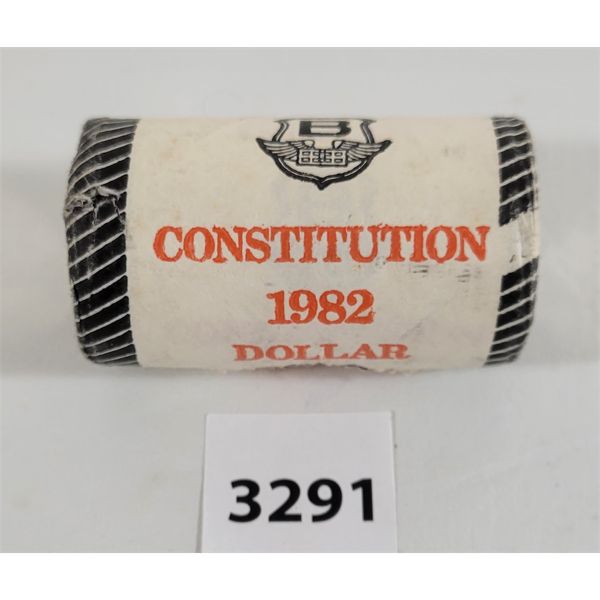 B
CONSTITUTION
1982
DOLLAR
3291